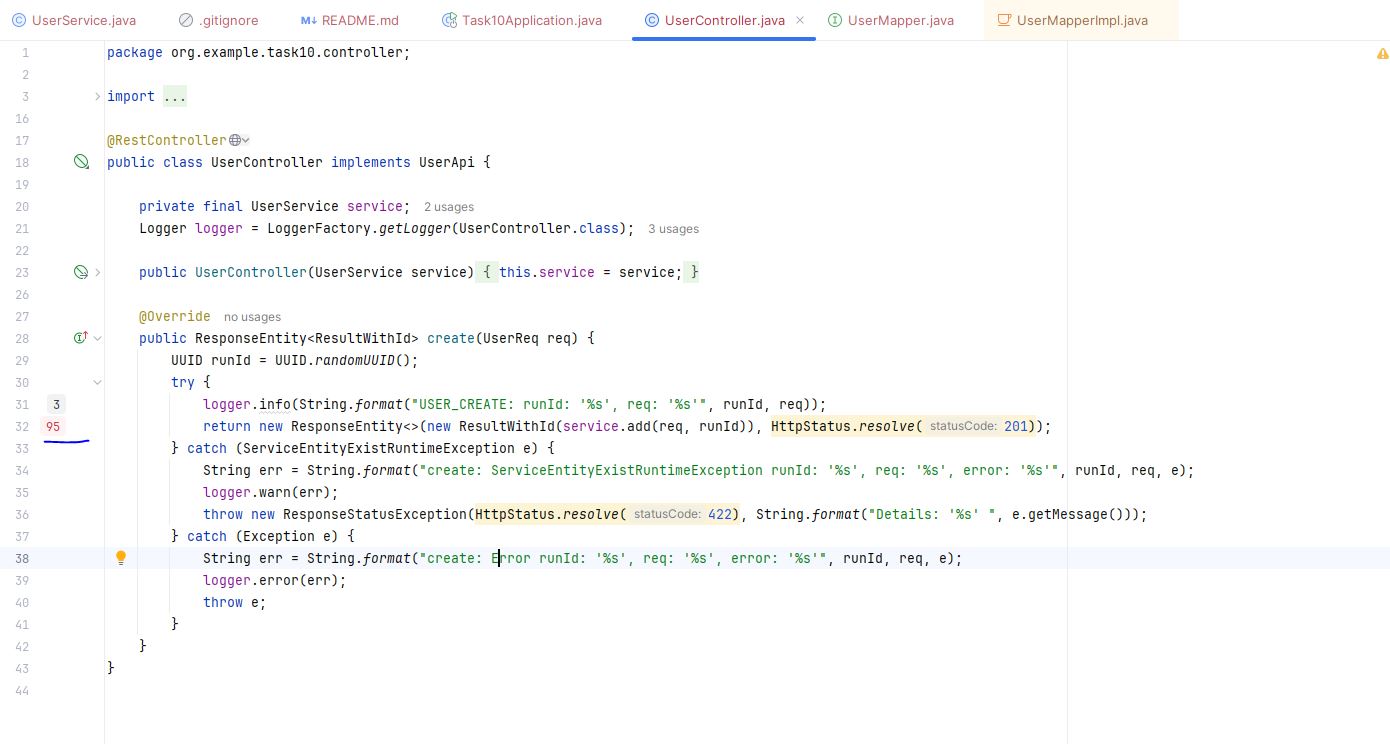 UserService.java .gitignore README.md Task10Application.java UserController.java UserMapper.java UserMapperImpl.java
1 package org.example.task10.controller;
2
3 import ...
16
17 @RestController
18 public class UserController implements UserApi {
19
20 private final UserService service; 2 usages
21 Logger logger = LoggerFactory.getLogger(UserController.class); 3 usages
22
23 public UserController(UserService service) { this.service = service; }
26
27 @Override no usages
28 public ResponseEntity<ResultWithId> create(UserReq req) {
29 UUID runId = UUID.randomUUID();
30 try {
31 3 logger.info(String.format("USER_CREATE: runId: '%s', req: '%s'", runId, req));
32 95 return new ResponseEntity<>(new ResultWithId(service.add(req, runId)), HttpStatus.resolve( statusCode: 201));
33 } catch (ServiceEntityExistRuntimeException e) {
34 String err = String.format("create: ServiceEntityExistRuntimeException runId: '%s', req: '%s', error: '%s'", runId, req, e);
35 logger.warn(err);
36 throw new ResponseStatusException(HttpStatus.resolve( statusCode: 422), String.format("Details: '%s' ", e.getMessage()));
37 } catch (Exception e) {
38 String err = String.format("create: Error runId: '%s', req: '%s', error: '%s'", runId, req, e);
39 logger.error(err);
40 throw e;
41 }
42 }
43 }
44